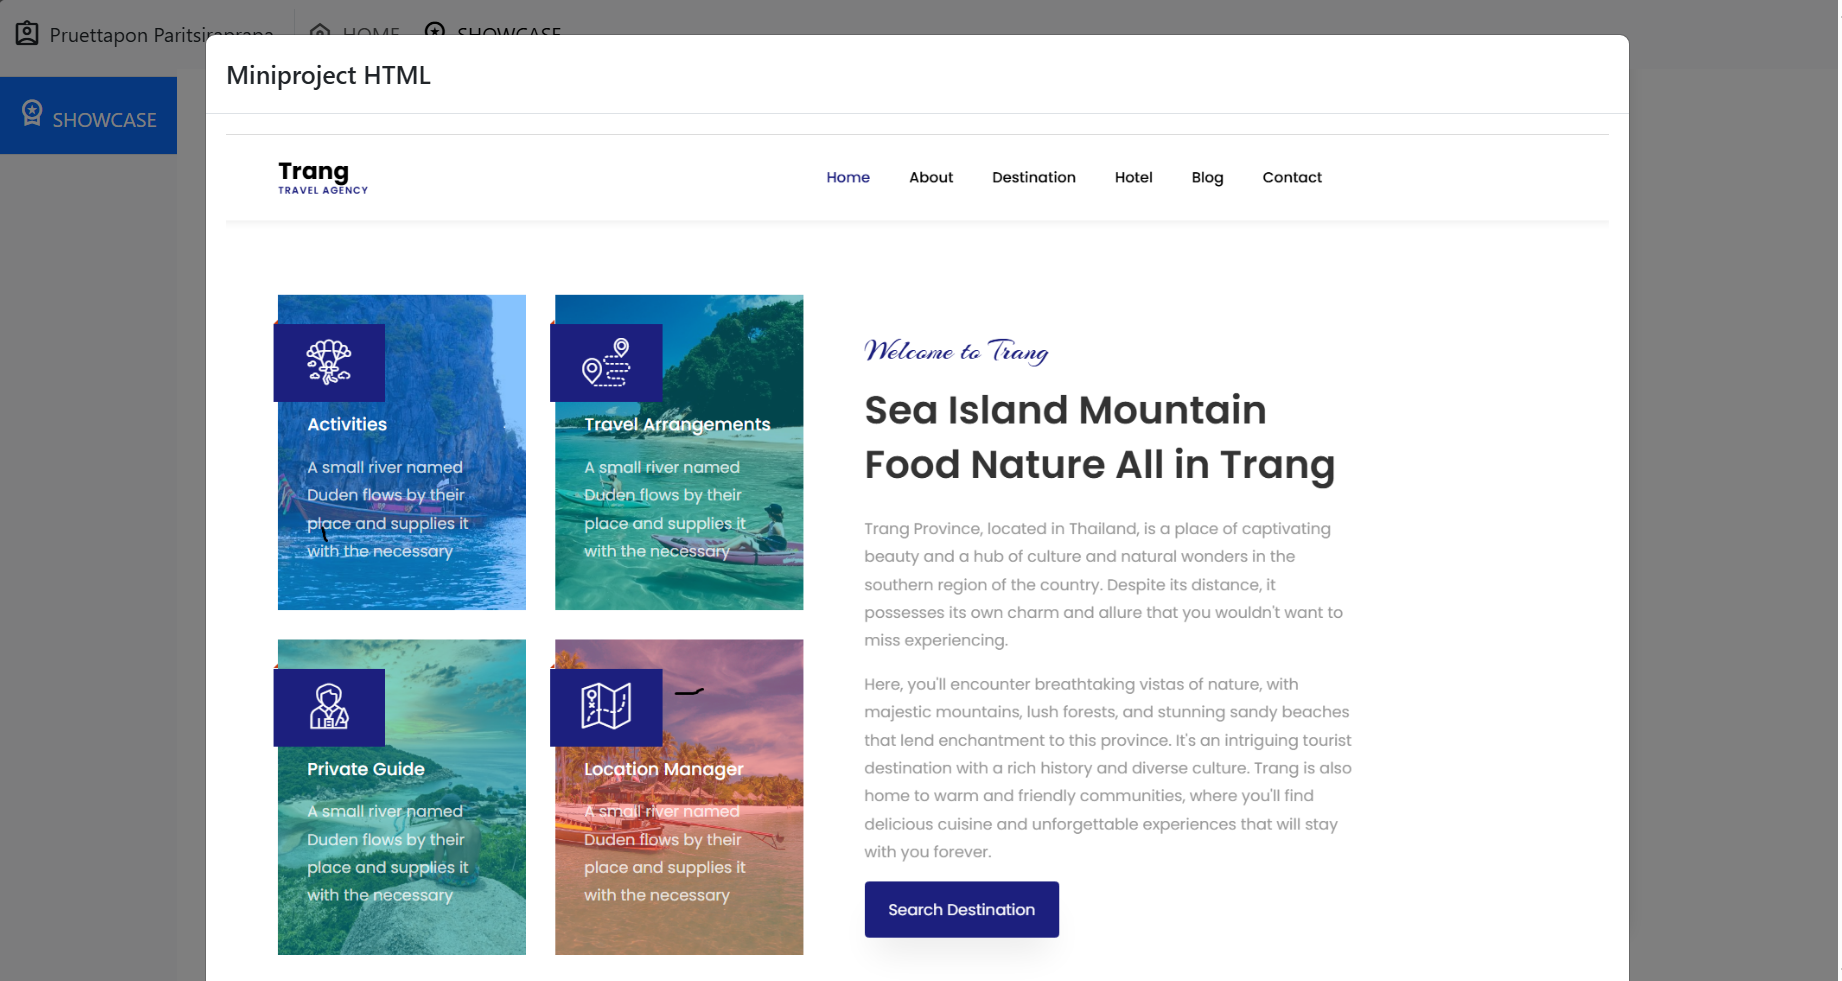 Pruettapon Paritsiraprapa
HOME
SHOWCASE
SHOWCASE
Miniproject HTML
Trang
TRAVEL AGENCY
Home
About
Destination
Hotel
Blog
Contact
Activities
A small river named
Duden flows by their
place and supplies it
with the necessary
Travel Arrangements
A small river named
Duden flows by their
place and supplies it
with the necessary
Private Guide
A small river named
Duden flows by their
place and supplies it
with the necessary
Location Manager
A small river named
Duden flows by their
place and supplies it
with the necessary
Welcome to Trang
Sea Island Mountain
Food Nature All in Trang
Trang Province, located in Thailand, is a place of captivating
beauty and a hub of culture and natural wonders in the
southern region of the country. Despite its distance, it
possesses its own charm and allure that you wouldn't want to
miss experiencing.
Here, you'll encounter breathtaking vistas of nature, with
majestic mountains, lush forests, and stunning sandy beaches
that lend enchantment to this province. It's an intriguing tourist
destination with a rich history and diverse culture. Trang is also
home to warm and friendly communities, where you'll find
delicious cuisine and unforgettable experiences that will stay
with you forever.
Search Destination